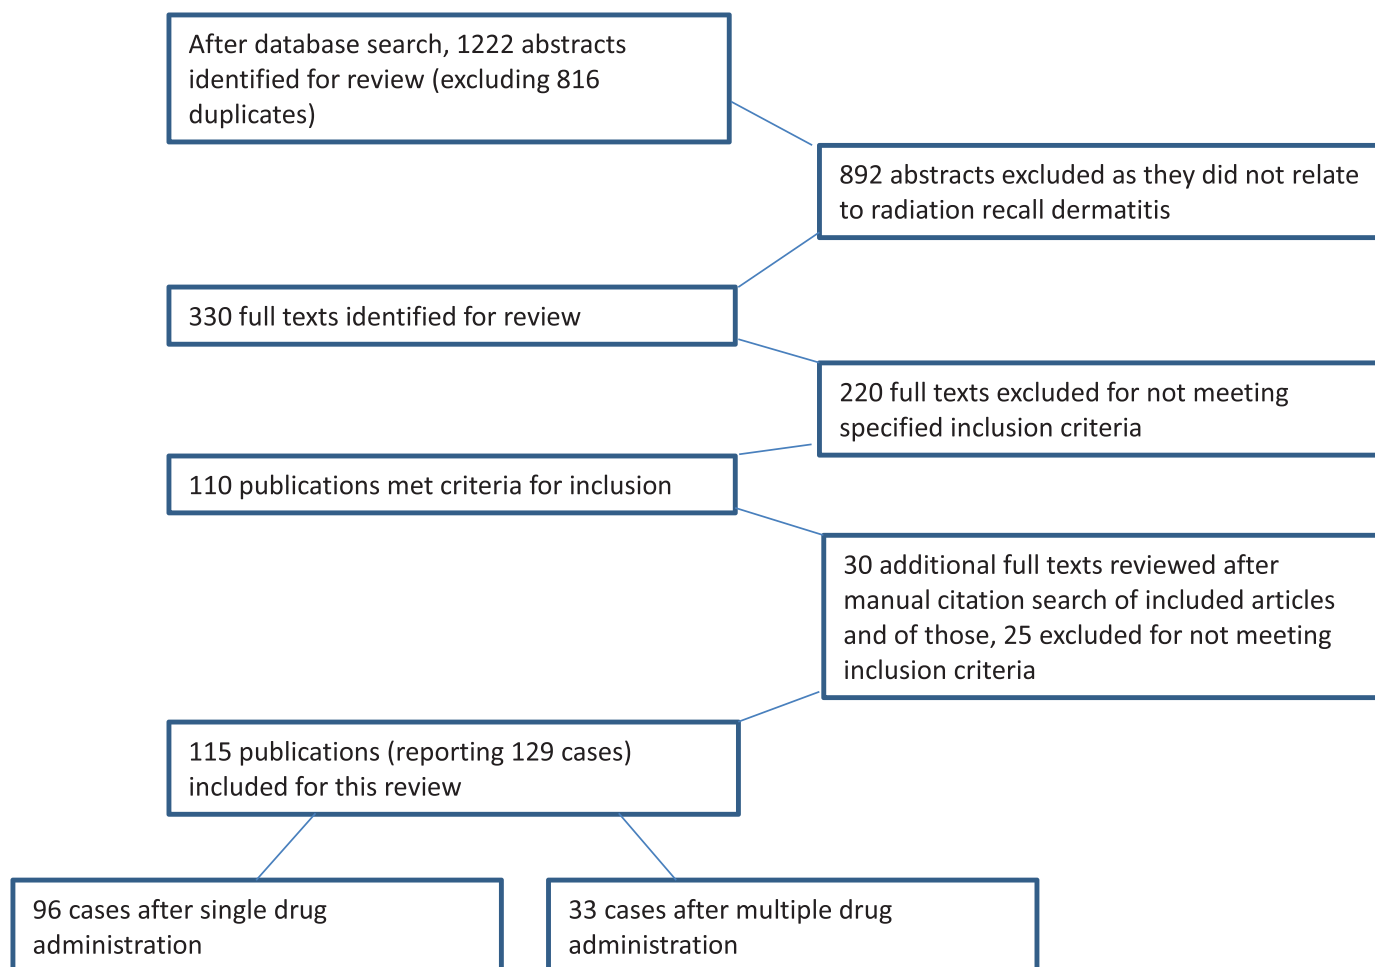 After database search, 1222 abstracts
identified for review (excluding 816
duplicates)
892 abstracts excluded as they did not relate
to radiation recall dermatitis
330 full texts identified for review
220 full texts excluded for not meeting
specified inclusion criteria
110 publications met criteria for inclusion
30 additional full texts reviewed after
manual citation search of included articles
and of those, 25 excluded for not meeting
inclusion criteria
115 publications (reporting 129 cases)
included for this review
96 cases after single drug
administration
33 cases after multiple drug
administration